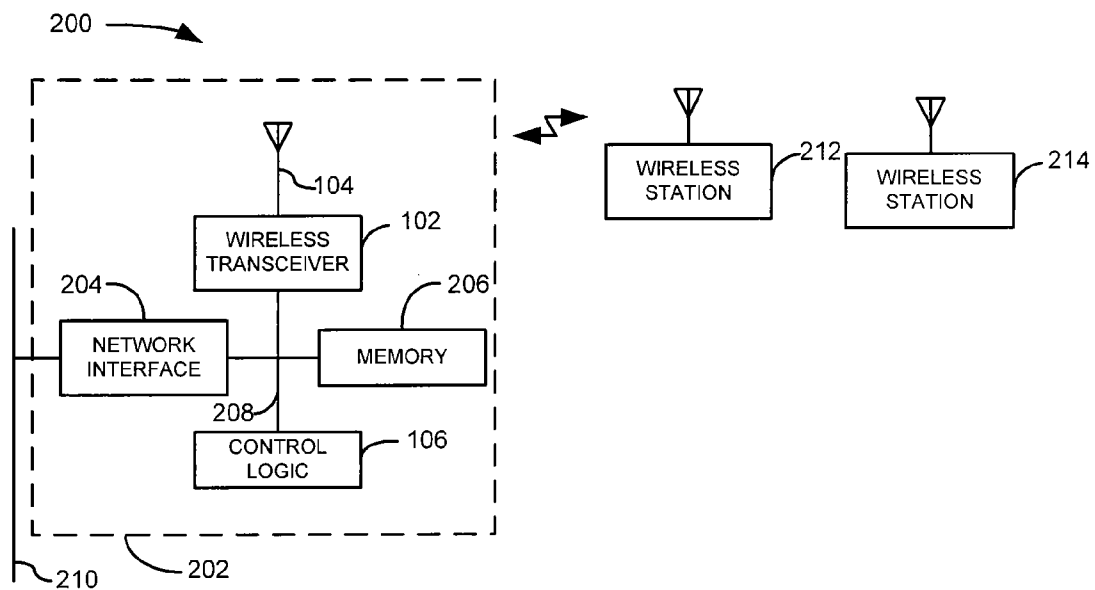 200
104
WIRELESS
TRANSCEIVER
102
204
NETWORK
INTERFACE
206
MEMORY
208
CONTROL
LOGIC
106
202
210
WIRELESS
STATION
212
WIRELESS
STATION
214